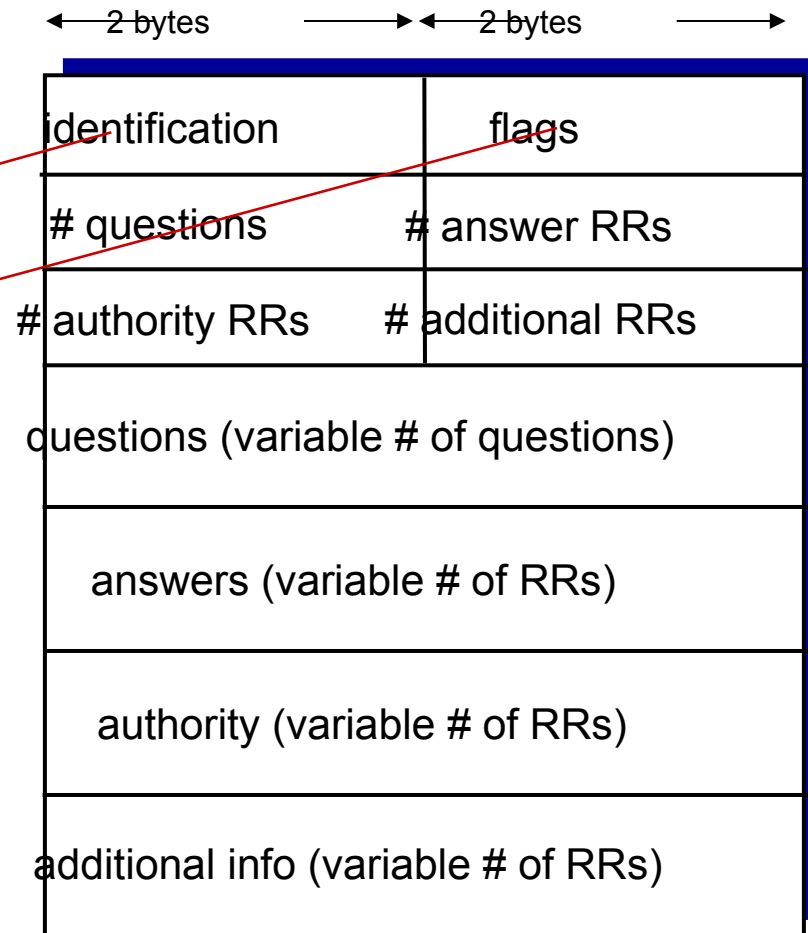 2 bytes 2 bytes
identification flags
# questions # answer RRs
# authority RRs # additional RRs
questions (variable # of questions)
answers (variable # of RRs)
authority (variable # of RRs)
additional info (variable # of RRs)